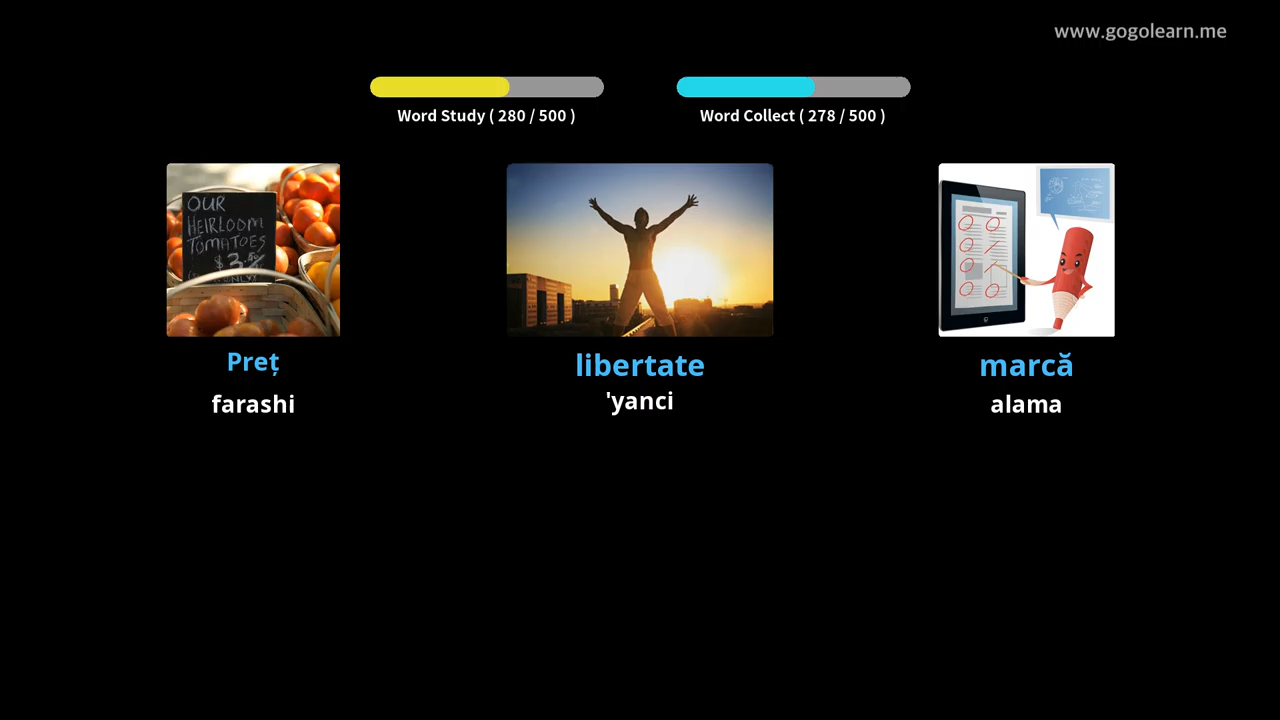 www.gogolearn.me
Word Study ( 280 / 500 )
Word Collect ( 278 / 500 )
OUR
HEIRLOOM
TOMATOES
Preț
libertate
marcă
farashi
'yanci
alama